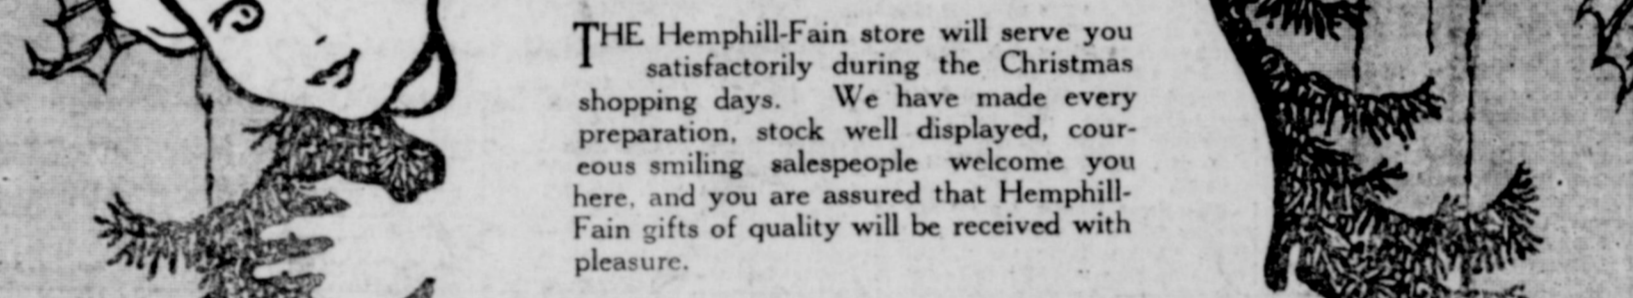 THE Hemphill-Fain store will serve you
satisfactorily during the Christmas
shopping days. We have made every
preparation, stock well displayed, cour-
eous smiling salespeople welcome you
here, and you are assured that Hemphill-
Fain gifts of quality will be received with
pleasure.